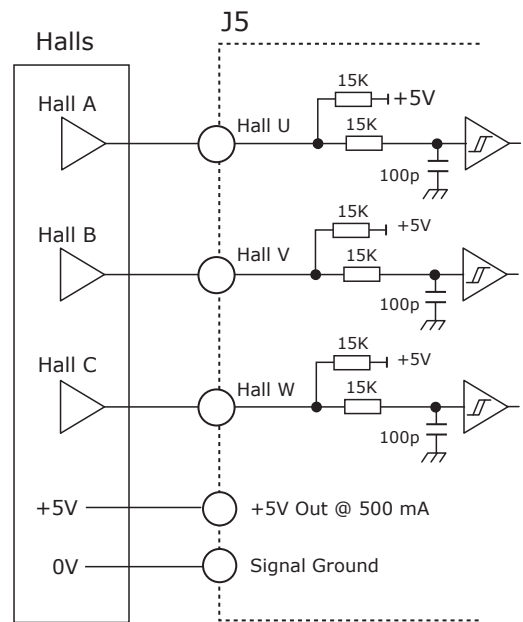 J5
Halls
15K
+5V
Hall A
Hall U
15K
100p
15K
+5V
Hall B
Hall V
15K
100p
15K
+5V
Hall C
Hall W
15K
100p
+5V
+5V Out @ 500 mA
0V
Signal Ground